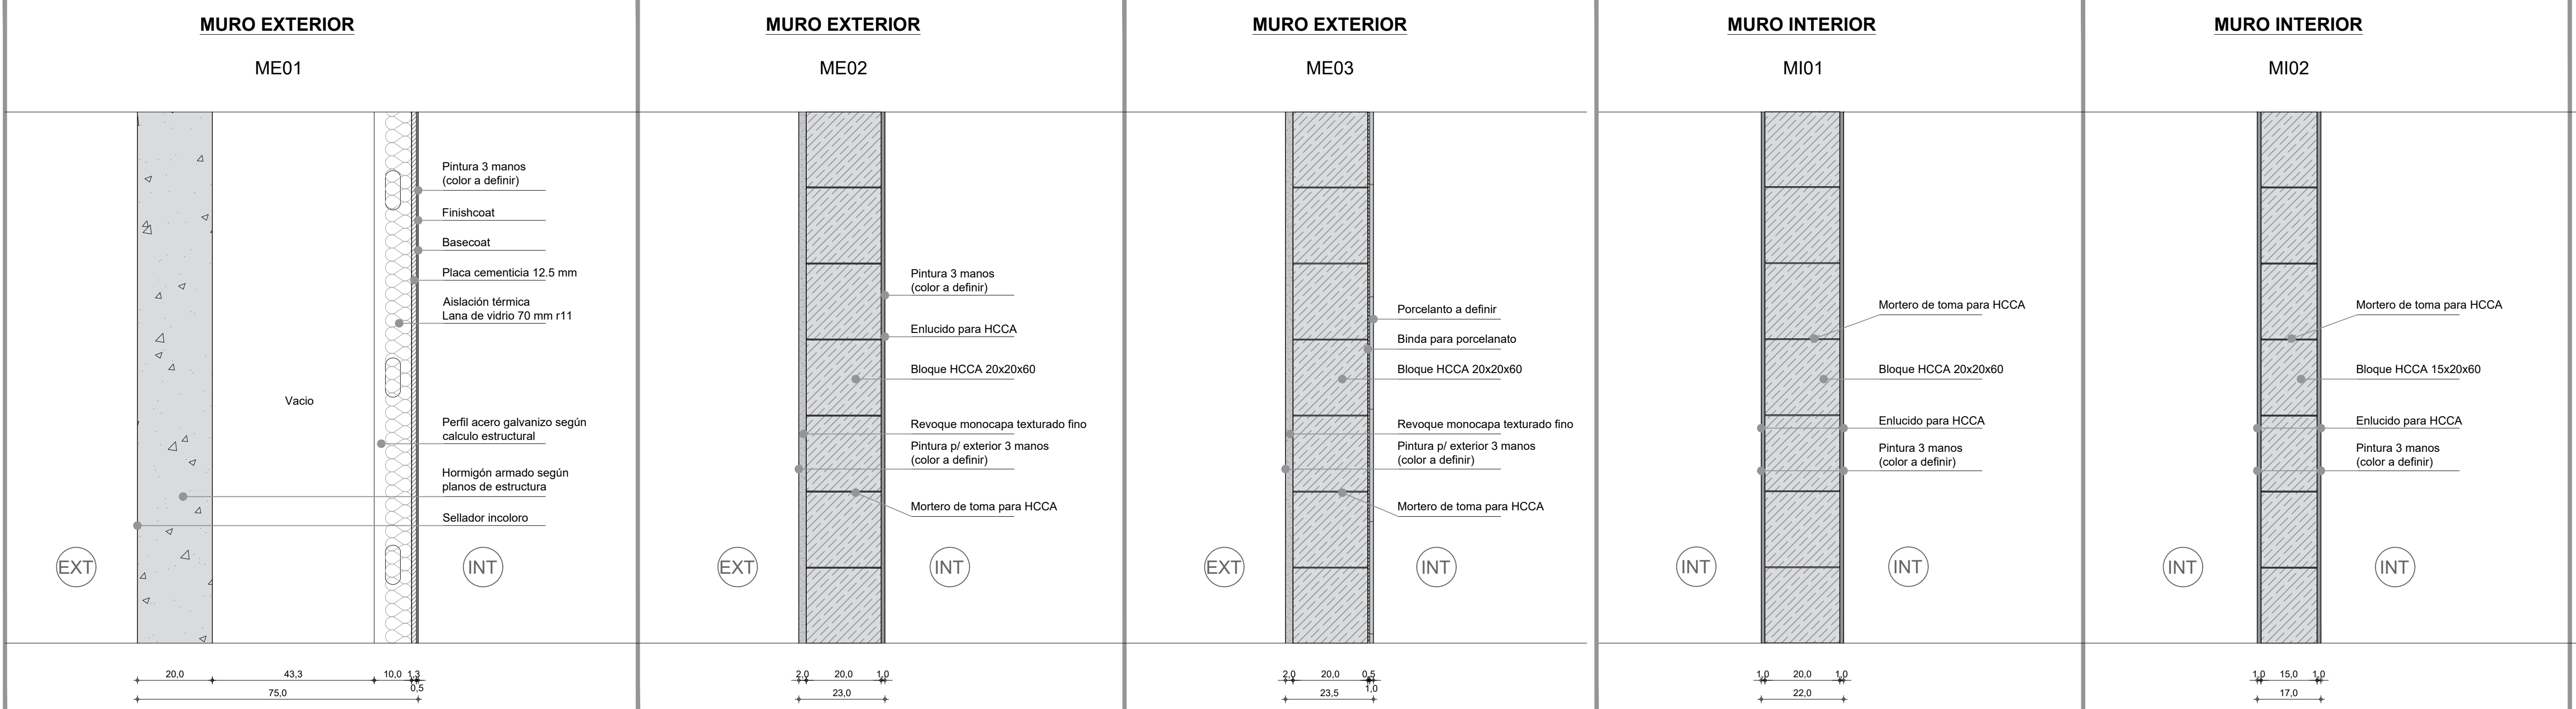 MURO EXTERIOR
ME01
Pintura 3 manos
(color a definir)
Finishcoat
Basecoat
Placa cementicia 12.5 mm
Aislación térmica
Lana de vidrio 70 mm r11
Vacio
Perfil acero galvanizo según
calculo estructural
Hormigón armado según
planos de estructura
Sellador incoloro
EXT
INT
20,0
43,3
10,0
1,3
0,5
75,0
MURO EXTERIOR
ME02
Pintura 3 manos
(color a definir)
Enlucido para HCCA
Bloque HCCA 20x20x60
Revoque monocapa texturado fino
Pintura p/ exterior 3 manos
(color a definir)
Mortero de toma para HCCA
EXT
INT
2,0
20,0
1,0
23,0
MURO EXTERIOR
ME03
Porcelanto a definir
Binda para porcelanato
Bloque HCCA 20x20x60
Revoque monocapa texturado fino
Pintura p/ exterior 3 manos
(color a definir)
Mortero de toma para HCCA
EXT
INT
2,0
20,0
0,5
1,0
23,5
MURO INTERIOR
MI01
Mortero de toma para HCCA
Bloque HCCA 20x20x60
Enlucido para HCCA
Pintura 3 manos
(color a definir)
INT
INT
1,0
20,0
1,0
22,0
MURO INTERIOR
MI02
Mortero de toma para HCCA
Bloque HCCA 15x20x60
Enlucido para HCCA
Pintura 3 manos
(color a definir)
INT
INT
1,0
15,0
1,0
17,0